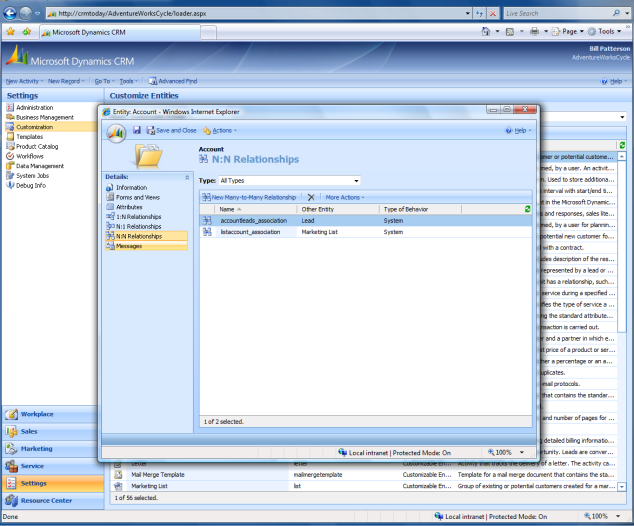 http://crmtoday/AdventureWorksCycle/loader.aspx
Live Search
Microsoft Dynamics CRM
Page
Tools
Microsoft Dynamics CRM
Bill Patterson
AdventureWorksCycle
New Activity New Record Go To Tools Advanced Find Help
Settings
Customize Entities
Administration
Business Management
Customization
Templates
Product Catalog
Workflows
Data Management
System Jobs
Debug Info
Workplace
Sales
Marketing
Service
Settings
Resource Center
Entity: Account - Windows Internet Explorer
Save and Close Actions Help
Account
N:N Relationships
Details:
Information
Forms and Views
Attributes
1:N Relationships
N:1 Relationships
N:N Relationships
Messages
Type: All Types
New Many-to-Many Relationship More Actions
Name Other Entity Type of Behavior
accountleads_association Lead System
listaccount_association Marketing List System
1 of 2 selected.
Local intranet | Protected Mode: On 100%
omer or potential custome...
med, by a user. An activit...
n. Used to store additiona...
interval with start/end ti...
st in the Microsoft Dynamic...
s and responses, sales lite...
med, by a user for plannin...
potential new customer fo...
with a contract.
udes description of the res...
represented by a lead or ...
nt has a relationship, such...
service during a specified ...
ifies the type of service a ...
ng the standard attribute...
nsaction is carried out.
r and a partner in which e...
st price of a product or ser...
her a percentage or an a...
uplicates.
mail protocols.
that contains the standar...
and number of pages for ...
detailed billing informatio...
rtunity. Leads are conver...
Letter letter Customizable En... Activity that tracks the delivery of a letter. The activity ca...
Mail Merge Template mailmergetemplate Customizable En... Template for a mail merge document that contains the sta...
Marketing List list Customizable En... Group of existing or potential customers created for a mar...
1 of 56 selected.
Done Local intranet | Protected Mode: On 100%